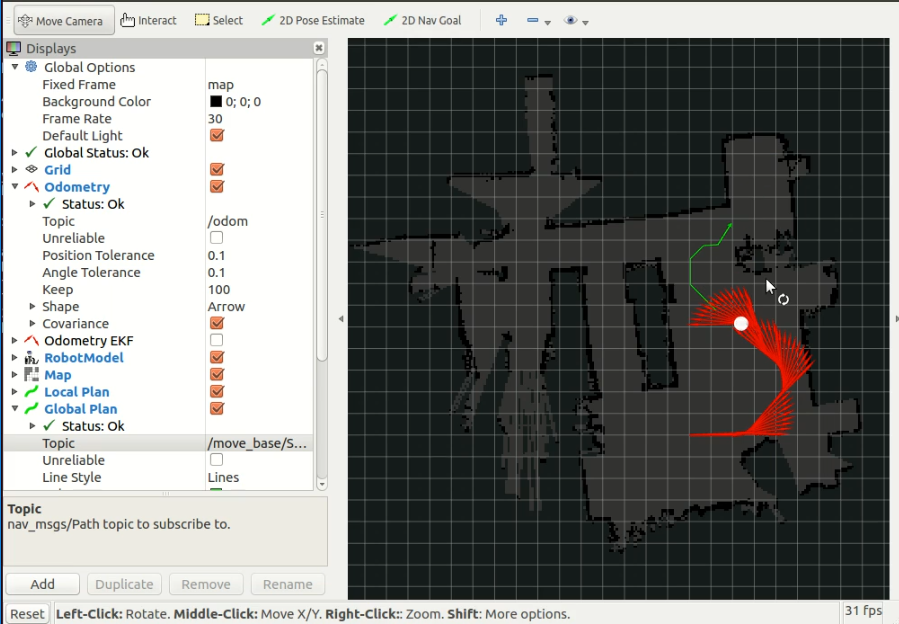 Move Camera Interact Select 2D Pose Estimate 2D Nav Goal
Displays
Global Options
Fixed Frame map
Background Color 0; 0; 0
Frame Rate 30
Default Light
Global Status: Ok
Grid
Odometry
Status: Ok
Topic /odom
Unreliable
Position Tolerance 0.1
Angle Tolerance 0.1
Keep 100
Shape Arrow
Covariance
Odometry EKF
RobotModel
Map
Local Plan
Global Plan
Status: Ok
Topic /move_base/S...
Unreliable
Line Style Lines
Topic
nav_msgs/Path topic to subscribe to.
Add Duplicate Remove Rename
Reset Left-Click: Rotate. Middle-Click: Move X/Y. Right-Click:: Zoom. Shift: More options. 31 fps